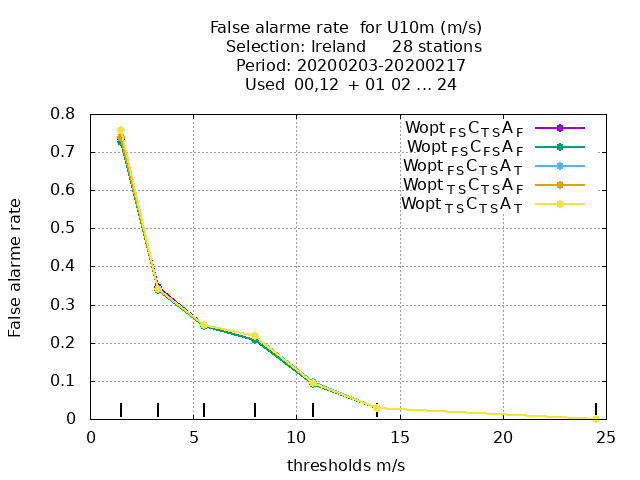 False alarme rate for U10m (m/s)
Selection: Ireland 28 stations
Period: 20200203-20200217
Used 00,12 + 01 02 ... 24
Wopt FS C TS A F
Wopt FS C FS A F
Wopt FS C TS A T
Wopt TS C TS A F
Wopt TS C TS A T
0.8
0.7
0.6
0.5
0.4
0.3
0.2
0.1
0
False alarme rate
0 5 10 15 20 25
thresholds m/s